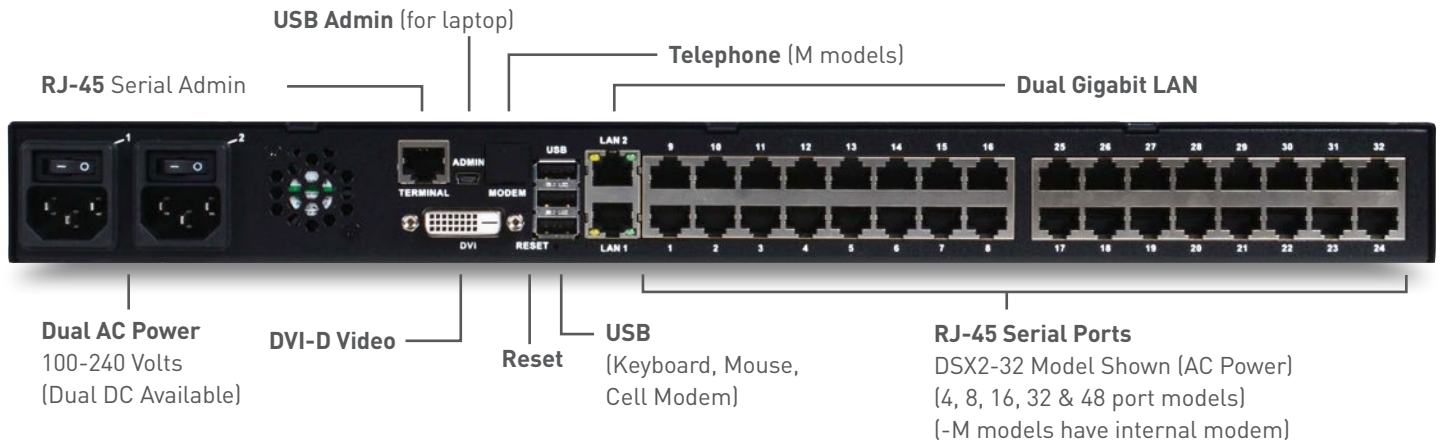 USB Admin (for laptop)
Telephone (M models)
RJ-45 Serial Admin
Dual Gigabit LAN
1
2
TERMINAL
ADMIN
MODEM
USB
LAN 2
9 10 11 12 13 14 15 16
25 26 27 28 29 30 31 32
DVI
RESET
LAN 1
1 2 3 4 5 6 7 8
17 18 19 20 21 22 23 24
Dual AC Power
100-240 Volts
(Dual DC Available)
DVI-D Video
Reset
USB
(Keyboard, Mouse,
Cell Modem)
RJ-45 Serial Ports
DSX2-32 Model Shown (AC Power)
(4, 8, 16, 32 & 48 port models)
(-M models have internal modem)